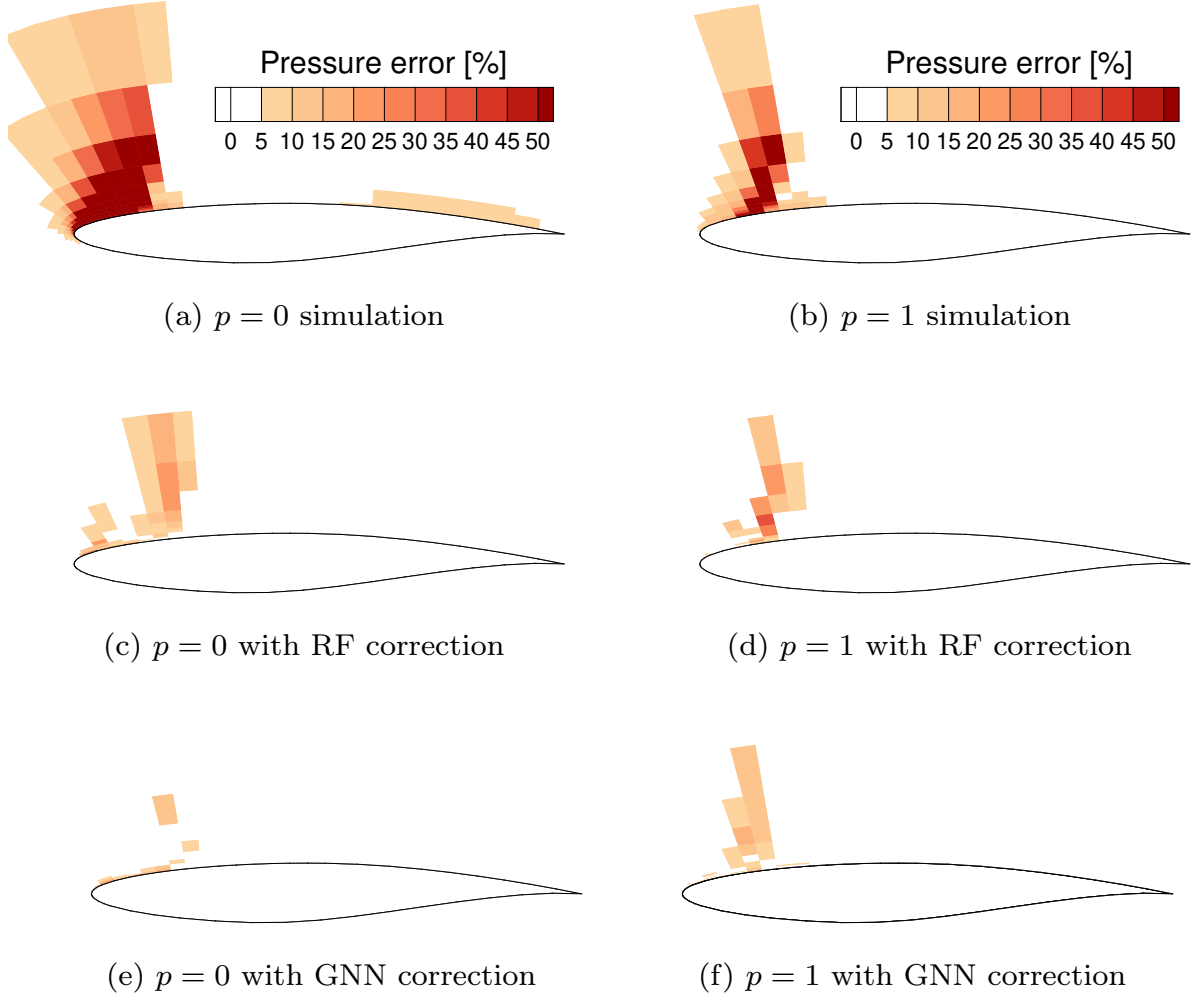 Pressure error [%]
0 5 10 15 20 25 30 35 40 45 50
Pressure error [%]
0 5 10 15 20 25 30 35 40 45 50
(a) p = 0 simulation
(b) p = 1 simulation
(c) p = 0 with RF correction
(d) p = 1 with RF correction
(e) p = 0 with GNN correction
(f) p = 1 with GNN correction